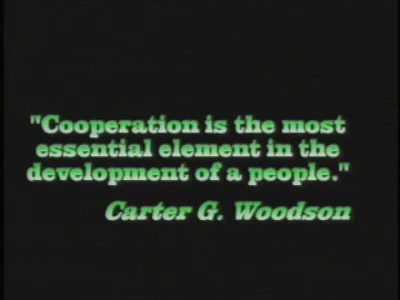 "Cooperation is the most
essential element in the
development of a people."
Carter G. Woodson